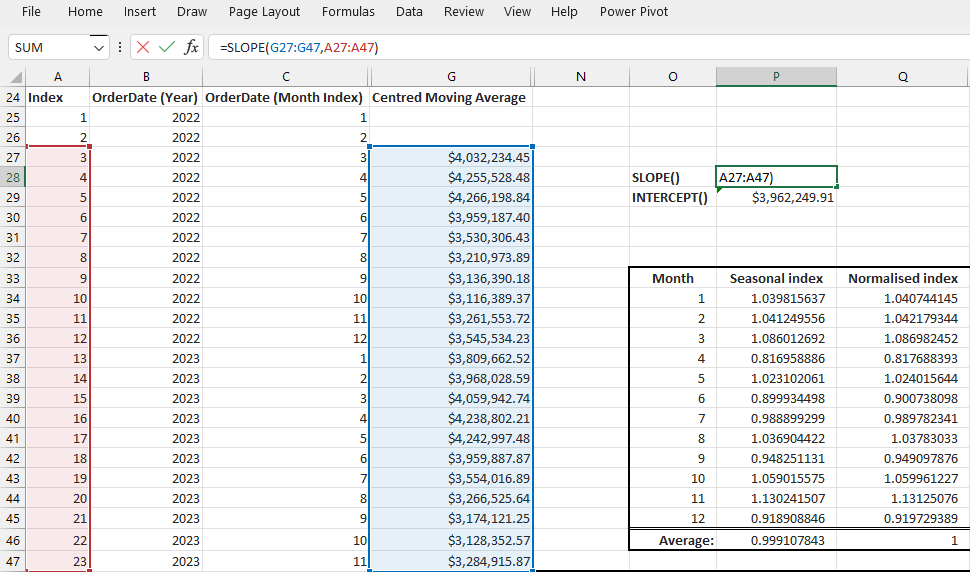 File Home Insert Draw Page Layout Formulas Data Review View Help Power Pivot
SUM fx =SLOPE(G27:G47,A27:A47)
A B C G N O P Q
24 Index OrderDate (Year) OrderDate (Month Index) Centred Moving Average
25 1 2022 1
26 2 2022 2
27 3 2022 3 $4,032,234.45
28 4 2022 4 $4,255,528.48 SLOPE() A27:A47)
29 5 2022 5 $4,266,198.84 INTERCEPT() $3,962,249.91
30 6 2022 6 $3,959,187.40
31 7 2022 7 $3,530,306.43
32 8 2022 8 $3,210,973.89
33 9 2022 9 $3,136,390.18 Month Seasonal index Normalised index
34 10 2022 10 $3,116,389.37 1 1.039815637 1.040744145
35 11 2022 11 $3,261,553.72 2 1.041249556 1.042179344
36 12 2022 12 $3,545,534.23 3 1.086012692 1.086982452
37 13 2023 1 $3,809,662.52 4 0.816958886 0.817688393
38 14 2023 2 $3,968,028.59 5 1.023102061 1.024015644
39 15 2023 3 $4,059,942.74 6 0.899934498 0.900738098
40 16 2023 4 $4,238,802.21 7 0.988899299 0.989782341
41 17 2023 5 $4,242,997.48 8 1.036904422 1.03783033
42 18 2023 6 $3,959,887.87 9 0.948251131 0.949097876
43 19 2023 7 $3,554,016.89 10 1.059015575 1.059961227
44 20 2023 8 $3,266,525.64 11 1.130241507 1.13125076
45 21 2023 9 $3,174,121.25 12 0.918908846 0.919729389
46 22 2023 10 $3,128,352.57 Average: 0.999107843 1
47 23 2023 11 $3,284,915.87